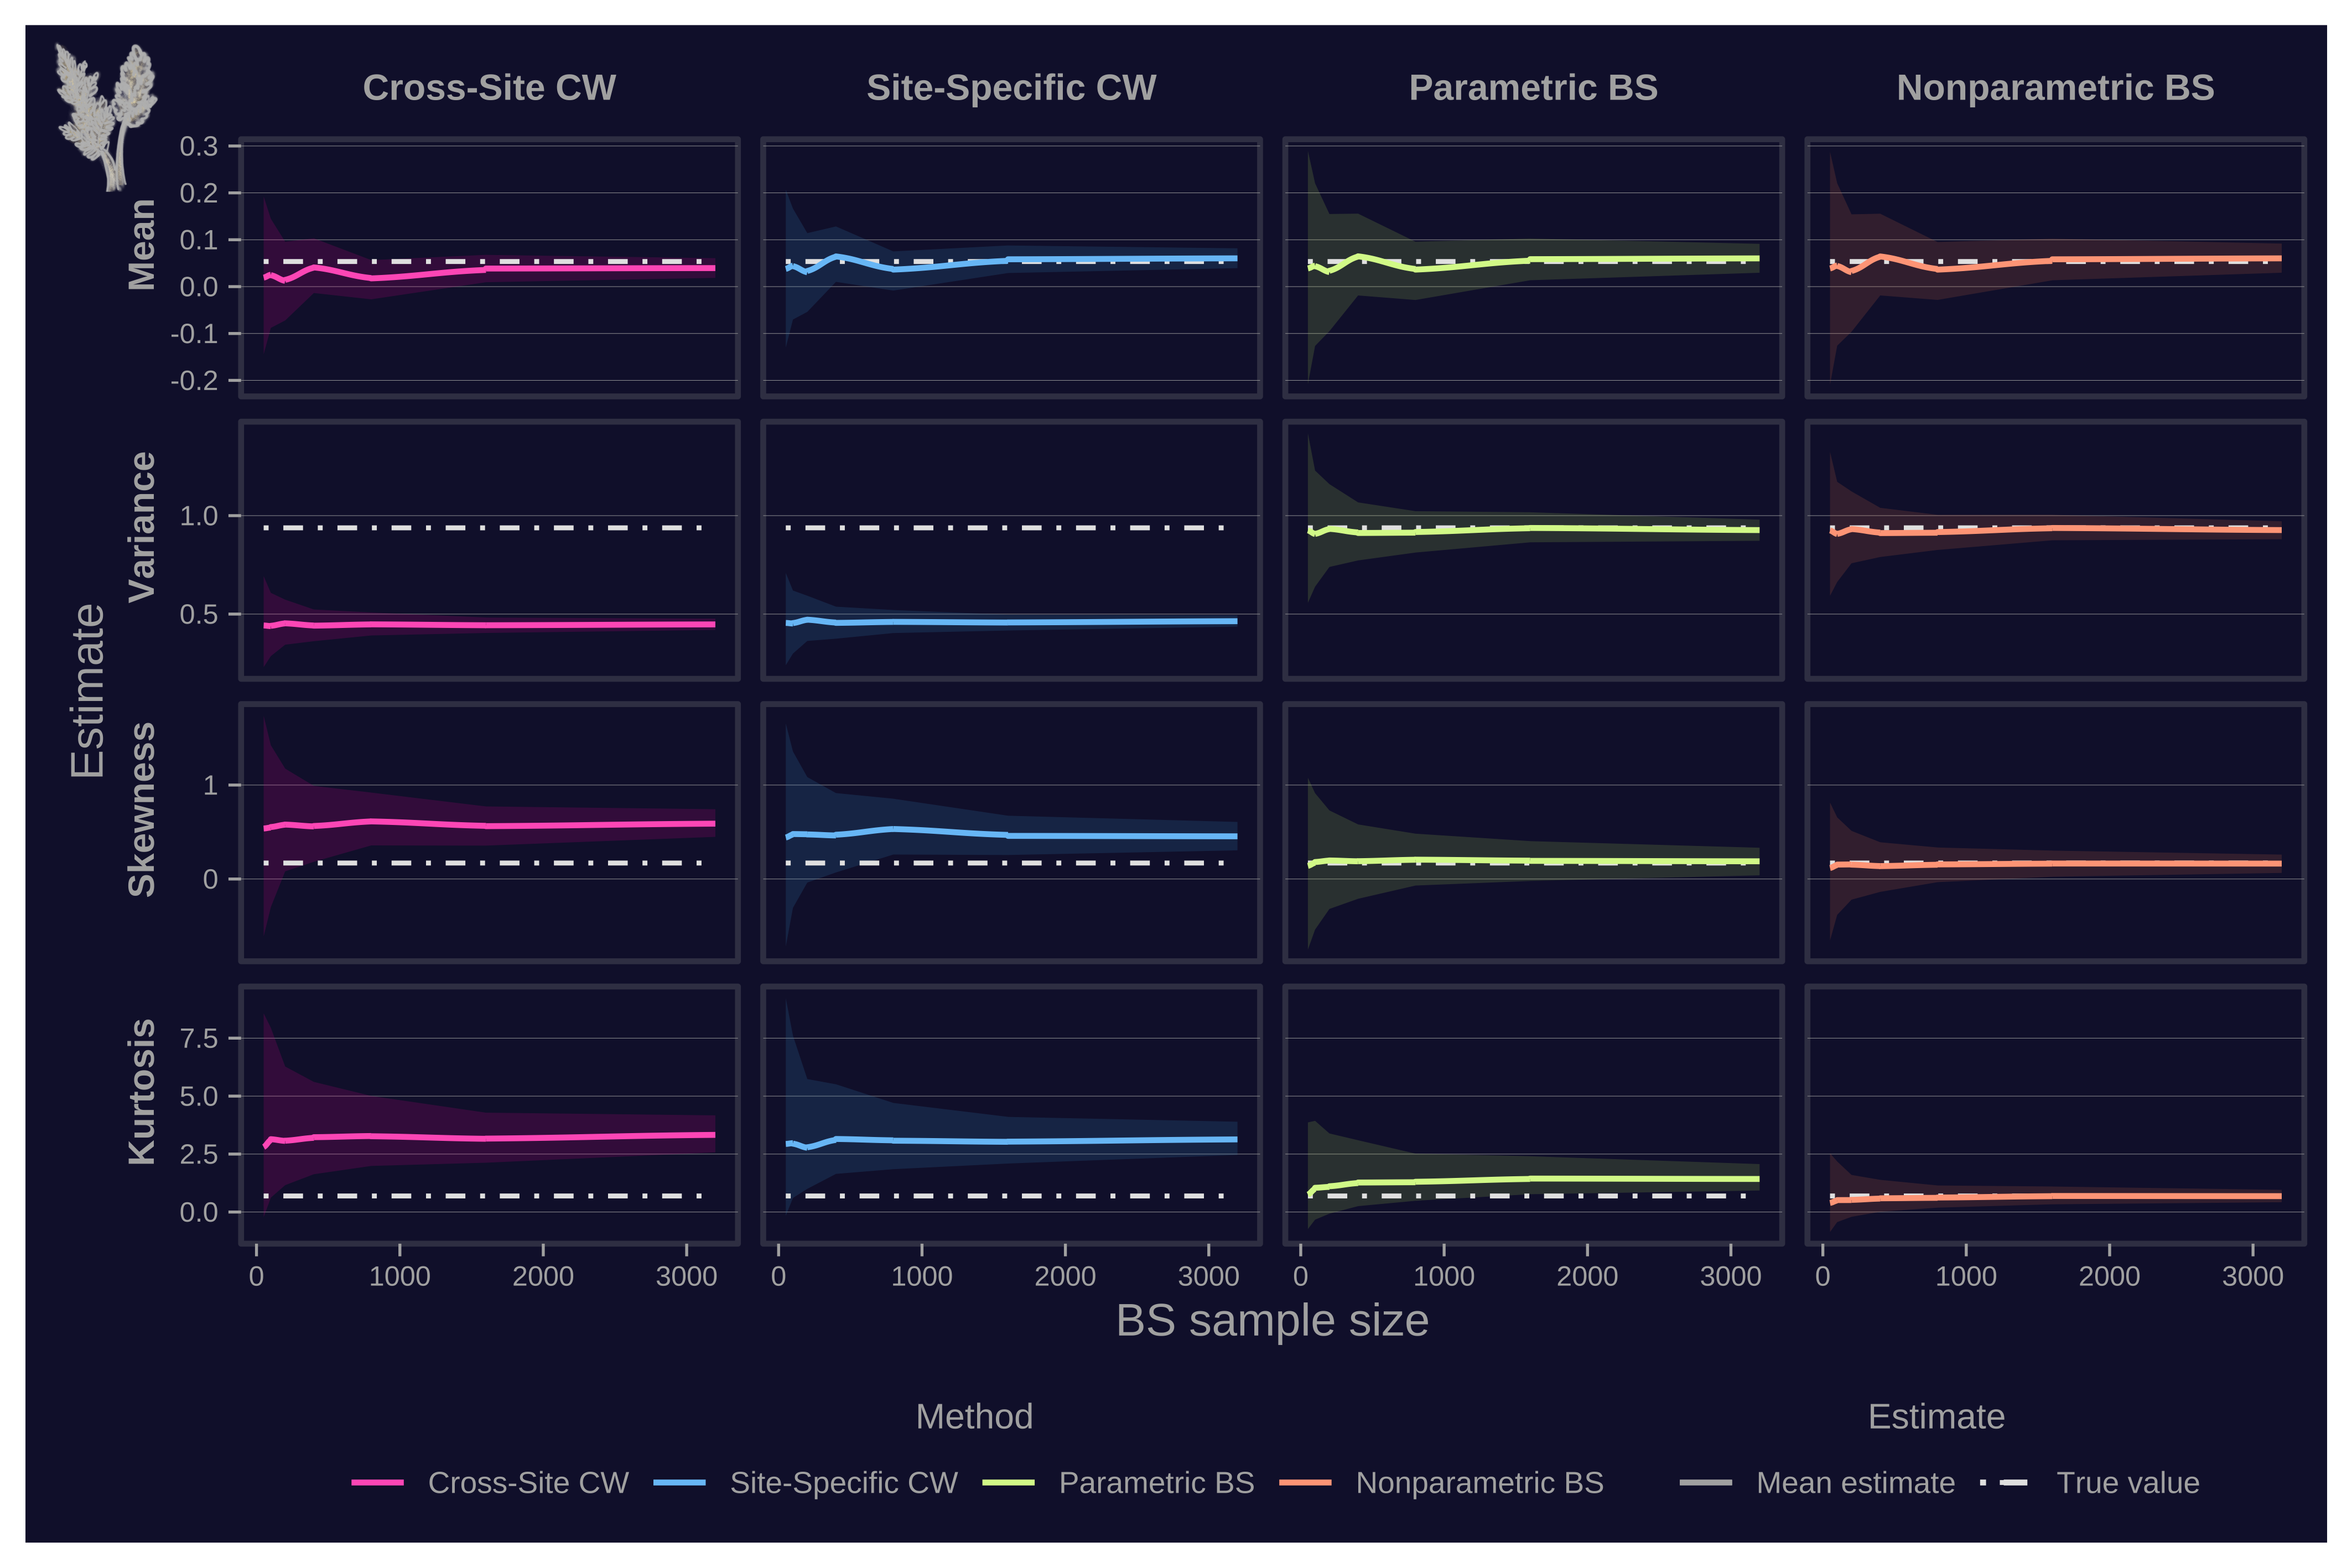 Cross-Site CW
Site-Specific CW
Parametric BS
Nonparametric BS
Estimate
Mean
0.3
0.2
0.1
0.0
-0.1
-0.2
Variance
1.0
0.5
Skewness
1
0
Kurtosis
7.5
5.0
2.5
0.0
0 1000 2000 3000
0 1000 2000 3000
0 1000 2000 3000
0 1000 2000 3000
BS sample size
Method
Cross-Site CW
Site-Specific CW
Parametric BS
Nonparametric BS
Estimate
Mean estimate
True value